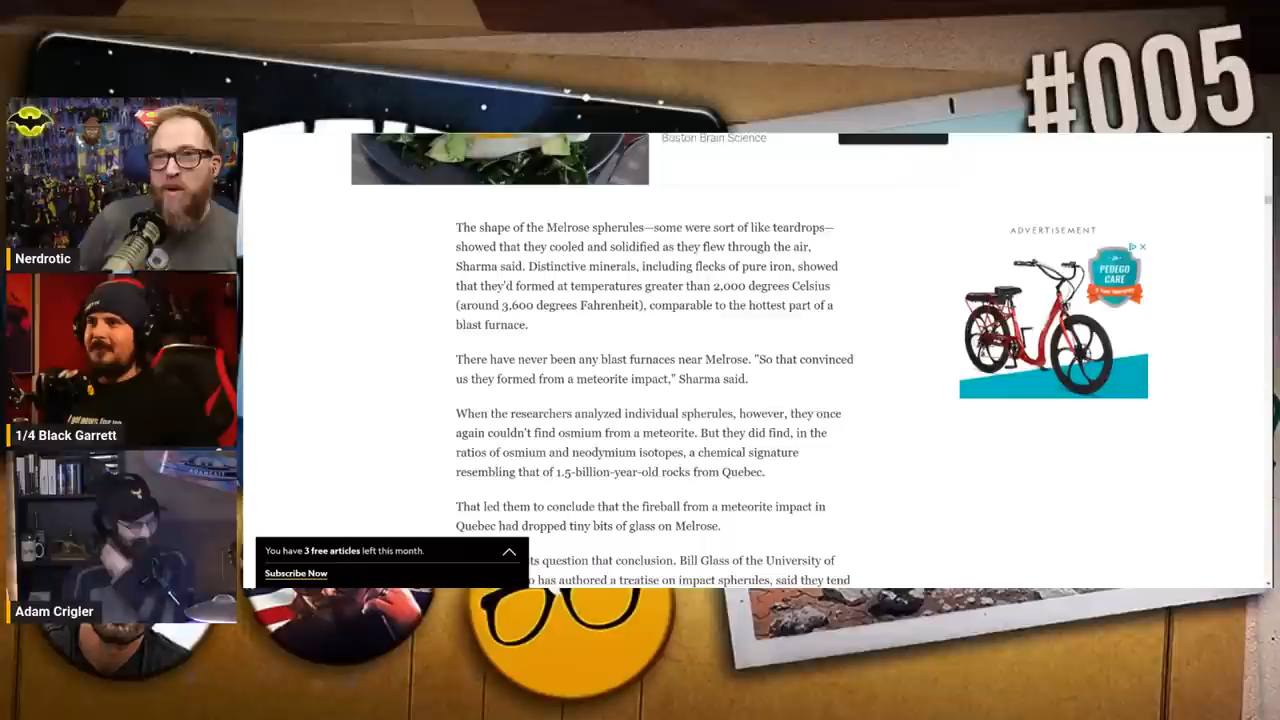 #005
Boston Brain Science
The shape of the Melrose spherules—some were sort of like teardrops—
showed that they cooled and solidified as they flew through the air,
Sharma said. Distinctive minerals, including flecks of pure iron, showed
that they'd formed at temperatures greater than 2,000 degrees Celsius
(around 3,600 degrees Fahrenheit), comparable to the hottest part of a
blast furnace.
There have never been any blast furnaces near Melrose. "So that convinced
us they formed from a meteorite impact," Sharma said.
When the researchers analyzed individual spherules, however, they once
again couldn't find osmium from a meteorite. But they did find, in the
ratios of osmium and neodymium isotopes, a chemical signature
resembling that of 1.5-billion-year-old rocks from Quebec.
That led them to conclude that the fireball from a meteorite impact in
Quebec had dropped tiny bits of glass on Melrose.
ts question that conclusion. Bill Glass of the University of
o has authored a treatise on impact spherules, said they tend
ADVERTISEMENT
PEDEGO
CARE
You have 3 free articles left this month.
Subscribe Now
Nerdrotic
1/4 Black Garrett
Adam Crigler